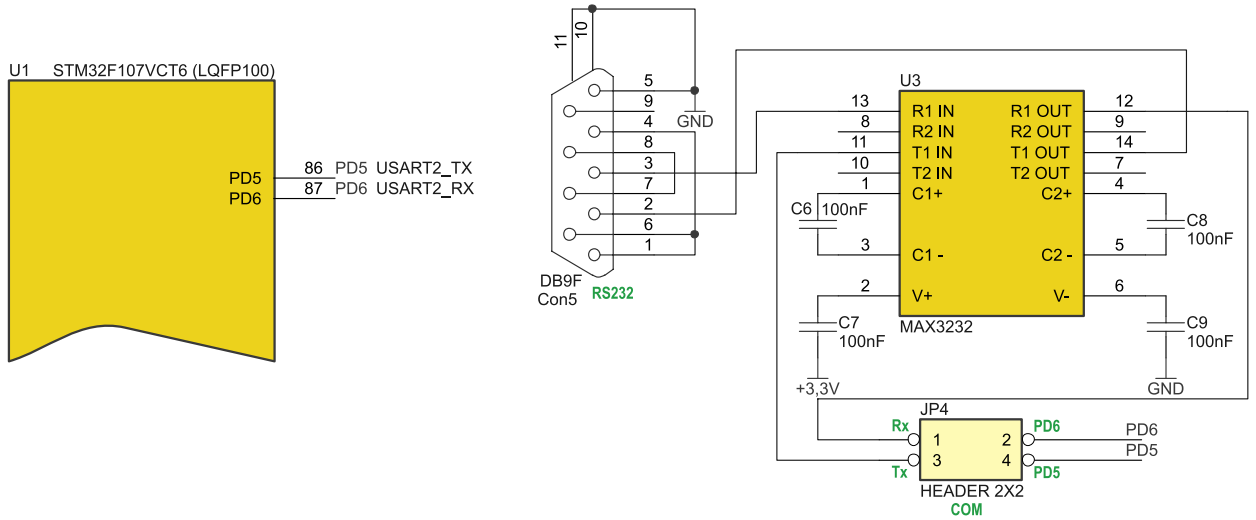 U1 STM32F107VCT6 (LQFP100)
PD5 86 PD5 USART2_TX
PD6 87 PD6 USART2_RX
11
10
5
9
4
8
3
7
2
6
1
GND
DB9F
Con5 RS232
U3
13 R1 IN R1 OUT 12
8 R2 IN R2 OUT 9
11 T1 IN T1 OUT 14
10 T2 IN T2 OUT 7
1 C1+ C2+ 4
C6 100nF
C8
100nF
3 C1 - C2 - 5
2 V+ V- 6
MAX3232
C7
100nF
C9
100nF
+3,3V
GND
JP4
Rx 1 2 PD6 PD6
Tx 3 4 PD5 PD5
HEADER 2X2
COM